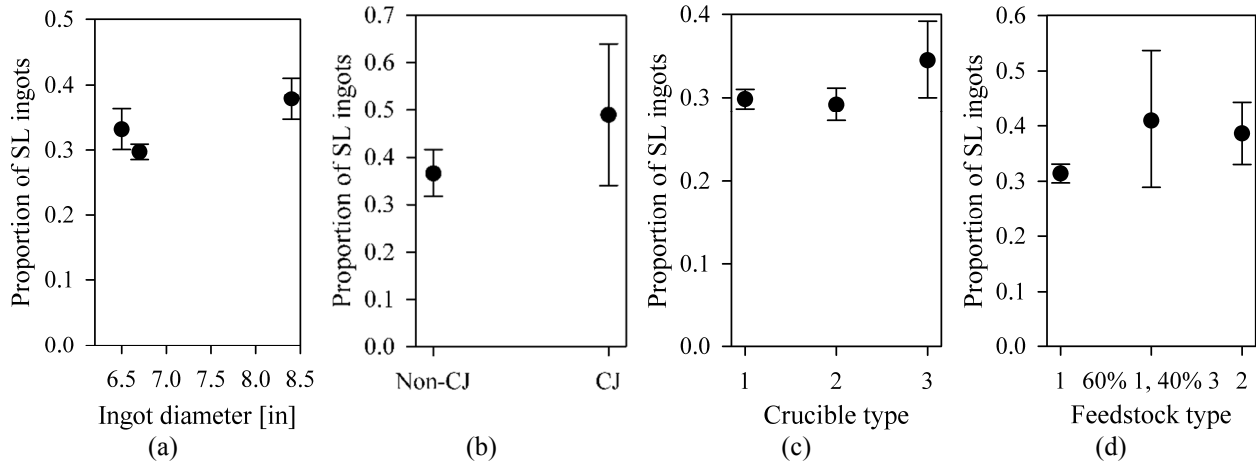 Proportion of SL ingots
0.5
0.4
0.3
0.2
0.1
0.0
6.5 7.0 7.5 8.0 8.5
Ingot diameter [in]
(a)
Proportion of SL ingots
0.7
0.6
0.5
0.4
0.3
0.2
0.1
0.0
Non-CJ CJ
(b)
Proportion of SL ingots
0.4
0.3
0.2
0.1
0.0
1 2 3
Crucible type
(c)
Proportion of SL ingots
0.6
0.5
0.4
0.3
0.2
0.1
0.0
1 60% 1, 40% 3 2
Feedstock type
(d)